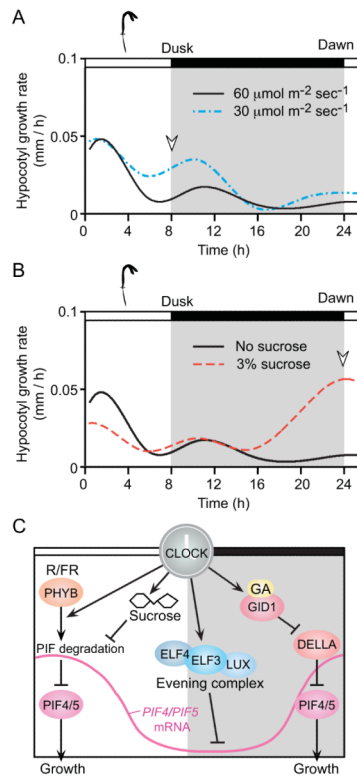 A
Dusk
Dawn
0.1
60 μmol m-2 sec-1
30 μmol m-2 sec-1
Hypocotyl growth rate
(mm / h)
0.05
0
0 4 8 12 16 20 24
Time (h)
B
Dusk
Dawn
0.1
No sucrose
3% sucrose
Hypocotyl growth rate
(mm / h)
0.05
0
0 4 8 12 16 20 24
Time (h)
C
CLOCK
R/FR
PHYB
Sucrose
GA
GID1
PIF degradation
ELF4 ELF3 LUX
Evening complex
DELLA
PIF4/5
PIF4/PIF5
mRNA
PIF4/5
Growth
Growth